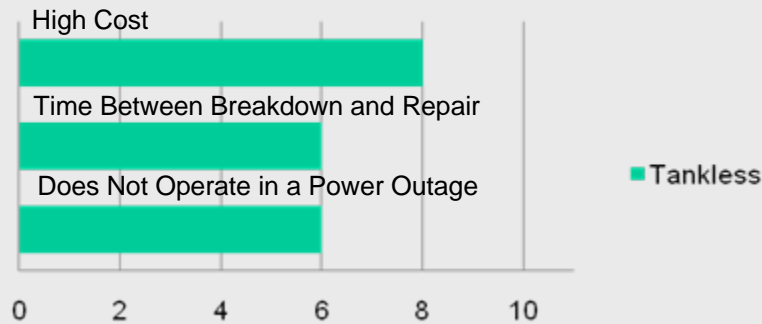 High Cost
Time Between Breakdown and Repair
Does Not Operate in a Power Outage
Tankless
0 2 4 6 8 10